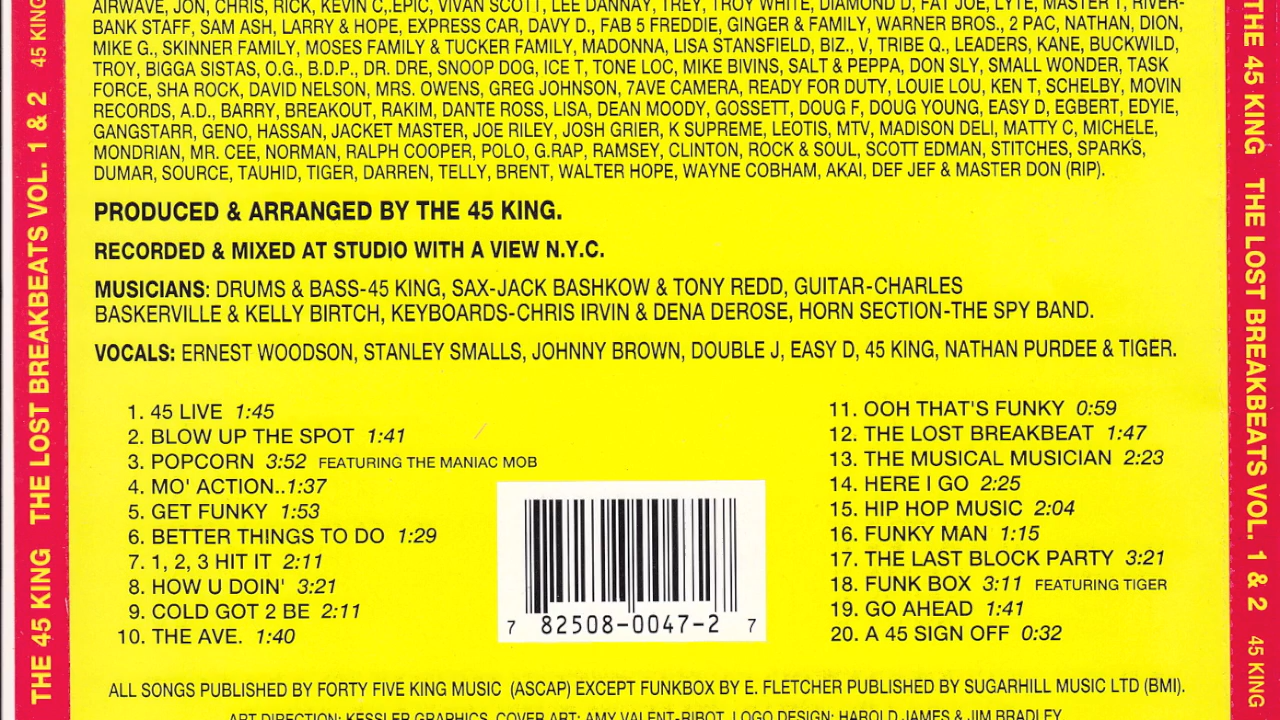 AIRWAVE, JON, CHRIS, RICK, KEVIN C,.EPIC, VIVAN SCOTT, LEE DANNAY, TREY, TROY WHITE, DIAMOND D, FAT JOE, LYTE, MASTER T, RIVER-
BANK STAFF, SAM ASH, LARRY & HOPE, EXPRESS CAR, DAVY D., FAB 5 FREDDIE, GINGER & FAMILY, WARNER BROS., 2 PAC, NATHAN, DION,
MIKE G., SKINNER FAMILY, MOSES FAMILY & TUCKER FAMILY, MADONNA, LISA STANSFIELD, BIZ., V, TRIBE Q., LEADERS, KANE, BUCKWILD,
TROY, BIGGA SISTAS, O.G., B.D.P., DR. DRE, SNOOP DOG, ICE T, TONE LOC, MIKE BIVINS, SALT & PEPPA, DON SLY, SMALL WONDER, TASK
FORCE, SHA ROCK, DAVID NELSON, MRS. OWENS, GREG JOHNSON, 7AVE CAMERA, READY FOR DUTY, LOUIE LOU, KEN T, SCHELBY, MOVIN
RECORDS, A.D., BARRY, BREAKOUT, RAKIM, DANTE ROSS, LISA, DEAN MOODY, GOSSETT, DOUG F, DOUG YOUNG, EASY D, EGBERT, EDYIE,
GANGSTARR, GENO, HASSAN, JACKET MASTER, JOE RILEY, JOSH GRIER, K SUPREME, LEOTIS, MTV, MADISON DELI, MATTY C, MICHELE,
MONDRIAN, MR. CEE, NORMAN, RALPH COOPER, POLO, G.RAP, RAMSEY, CLINTON, ROCK & SOUL, SCOTT EDMAN, STITCHES, SPARKS,
DUMAR, SOURCE, TAUHID, TIGER, DARREN, TELLY, BRENT, WALTER HOPE, WAYNE COBHAM, AKAI, DEF JEF & MASTER DON (RIP).
PRODUCED & ARRANGED BY THE 45 KING.
RECORDED & MIXED AT STUDIO WITH A VIEW N.Y.C.
MUSICIANS: DRUMS & BASS-45 KING, SAX-JACK BASHKOW & TONY REDD, GUITAR-CHARLES
BASKERVILLE & KELLY BIRTCH, KEYBOARDS-CHRIS IRVIN & DENA DEROSE, HORN SECTION-THE SPY BAND.
VOCALS: ERNEST WOODSON, STANLEY SMALLS, JOHNNY BROWN, DOUBLE J, EASY D, 45 KING, NATHAN PURDEE & TIGER.
1. 45 LIVE 1:45
2. BLOW UP THE SPOT 1:41
3. POPCORN 3:52 FEATURING THE MANIAC MOB
4. MO' ACTION..1:37
5. GET FUNKY 1:53
6. BETTER THINGS TO DO 1:29
7. 1, 2, 3 HIT IT 2:11
8. HOW U DOIN' 3:21
9. COLD GOT 2 BE 2:11
10. THE AVE. 1:40
11. OOH THAT'S FUNKY 0:59
12. THE LOST BREAKBEAT 1:47
13. THE MUSICAL MUSICIAN 2:23
14. HERE I GO 2:25
15. HIP HOP MUSIC 2:04
16. FUNKY MAN 1:15
17. THE LAST BLOCK PARTY 3:21
18. FUNK BOX 3:11 FEATURING TIGER
19. GO AHEAD 1:41
20. A 45 SIGN OFF 0:32
7 82508-0047-2 7
ALL SONGS PUBLISHED BY FORTY FIVE KING MUSIC (ASCAP) EXCEPT FUNKBOX BY E. FLETCHER PUBLISHED BY SUGARHILL MUSIC LTD (BMI).
ART DIRECTION: KESSLER GRAPHICS, COVER ART: AMY VALENT-RIBOT, LOGO DESIGN: HAROLD JAMES & JIM BRADLEY
THE 45 KING THE LOST BREAKBEATS VOL. 1 & 2 45 KING
THE 45 KING THE LOST BREAKBEATS VOL. 1 & 2 45 KING